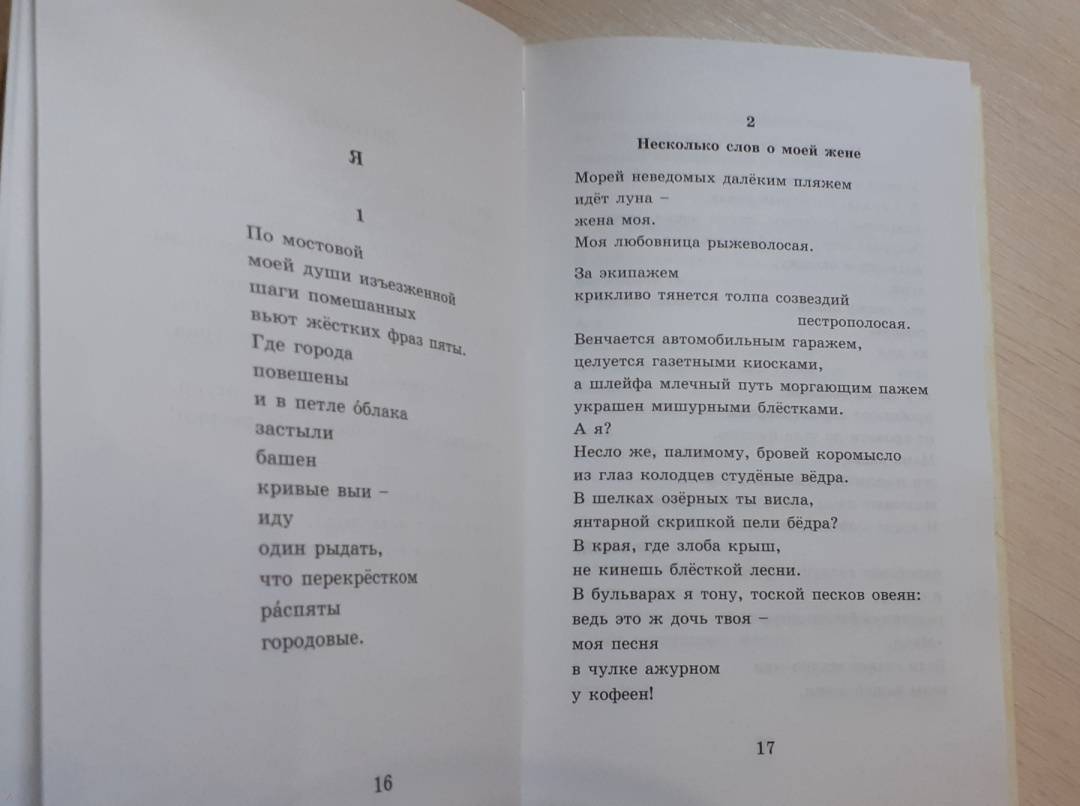 Я
1
По мостовой
моей души изъезженной
шаги помешанных
вьют жёстких фраз пяты.
Где города
повешены
и в петле о́блака
застыли
башен
кривые выи –
иду
один рыдать,
что перекрёстком
ра́спяты
городовые.
16
2
Несколько слов о моей жене
Морей неведомых далёким пляжем
идёт луна –
жена моя.
Моя любовница рыжеволосая.
За экипажем
крикливо тянется толпа созвездий
пестрополосая.
Венчается автомобильным гаражем,
целуется газетными киосками,
а шлейфа млечный путь моргающим пажем
украшен мишурными блёстками.
А я?
Несло же, палимому, бровей коромысло
из глаз колодцев студёные вёдра.
В шелках озёрных ты висла,
янтарной скрипкой пели бёдра?
В края, где злоба крыш,
не кинешь блёсткой лесни.
В бульварах я тону, тоской песков овеян:
ведь это ж дочь твоя –
моя песня
в чулке ажурном
у кофеен!
17